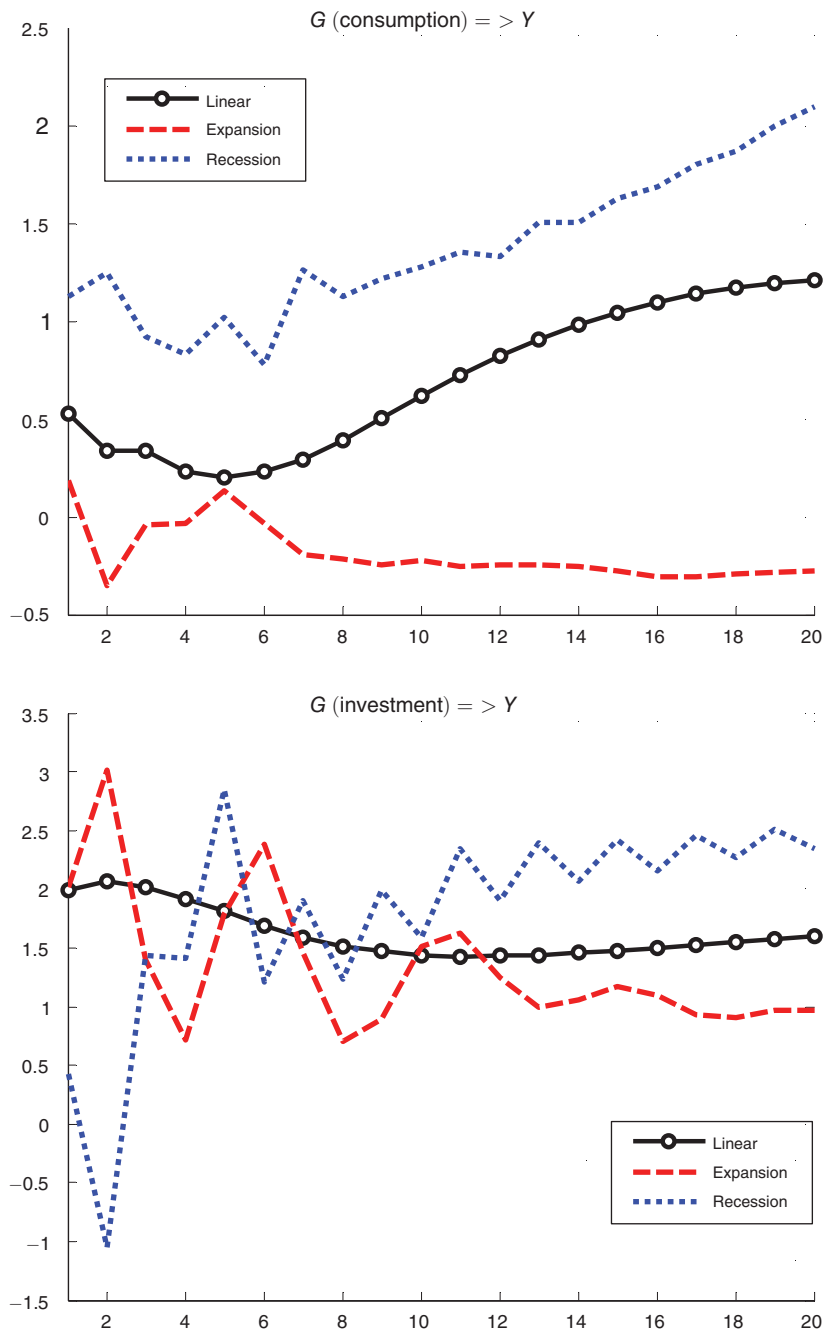 G (consumption) = > Y
2.5
2
1.5
1
0.5
0
−0.5
Linear
Expansion
Recession
2 4 6 8 10 12 14 16 18 20
G (investment) = > Y
3.5
3
2.5
2
1.5
1
0.5
0
−0.5
−1
−1.5
Linear
Expansion
Recession
2 4 6 8 10 12 14 16 18 20